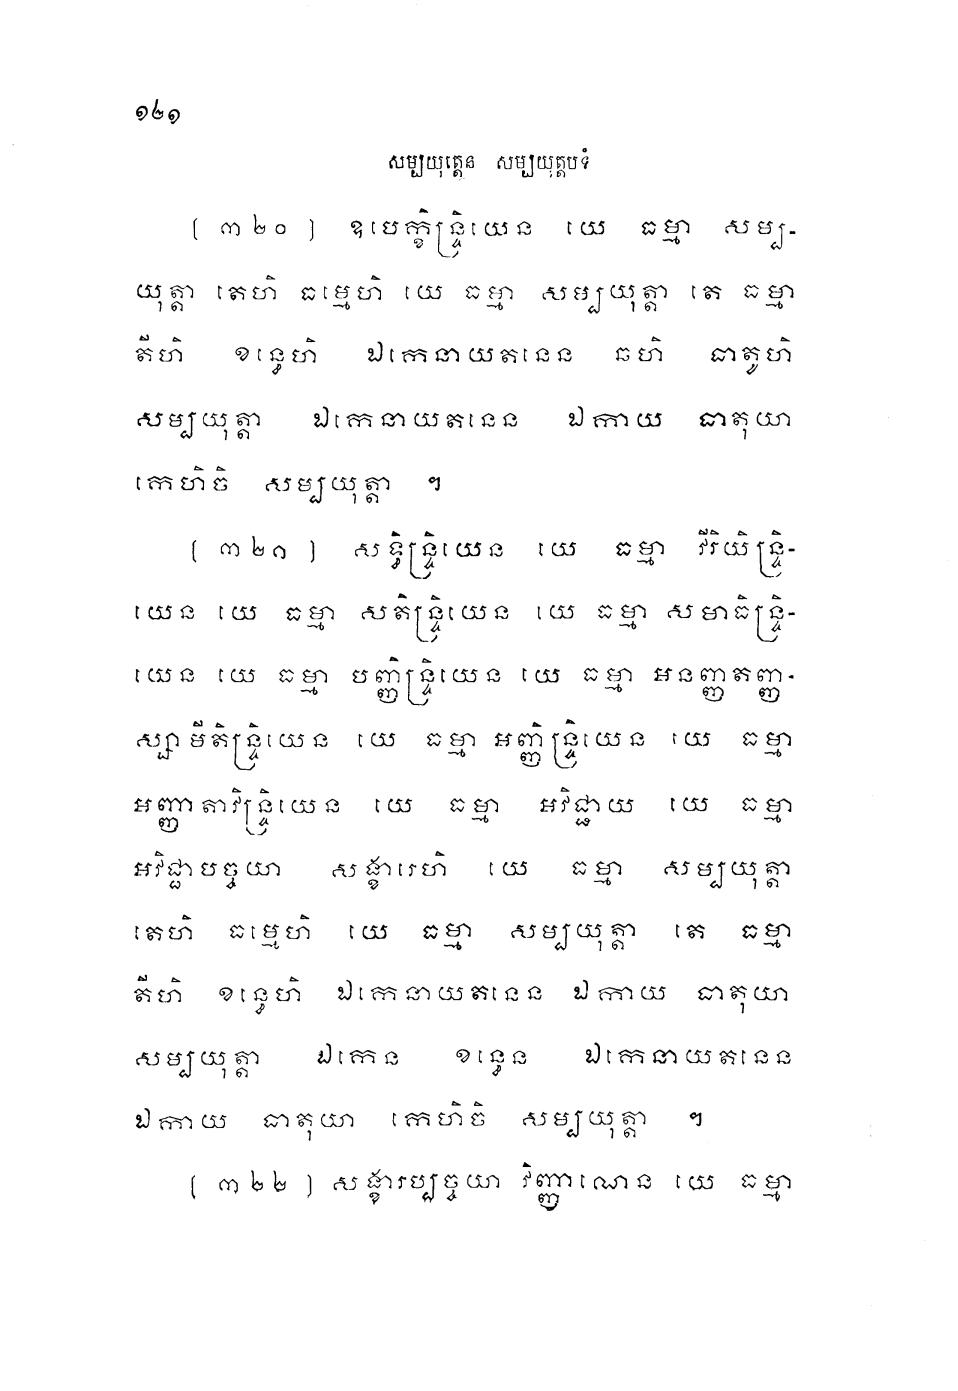 ១២១
សម្បយុត្តេន សម្បយុត្តបទំ
( ៣២០ ) ឧបេក្ខិន្ទ្រិយេន យេ ធម្មា សម្ប-
យុត្តា តេហិ ធម្មេហិ យេ ធម្មា សម្បយុត្តា តេ ធម្មា
តីហិ ខន្ធេហិ ឯកេនាយតនេន ឆហិ ធាតូហិ
សម្បយុត្តា ឯកេនាយតនេន ឯកាយ ធាតុយា
កេហិចិ សម្បយុត្តា ។
( ៣២១ ) សទ្ធិន្ទ្រិយេន យេ ធម្មា វីរិយិន្ទ្រិ-
យេន យេ ធម្មា សតិន្ទ្រិយេន យេ ធម្មា សមាធិន្ទ្រិ-
យេន យេ ធម្មា បញ្ញិន្ទ្រិយេន យេ ធម្មា អនញ្ញតញ្ញ-
ស្សាមីតិន្ទ្រិយេន យេ ធម្មា អញ្ញិន្ទ្រិយេន យេ ធម្មា
អញ្ញាតាវិន្ទ្រិយេន យេ ធម្មា អវិជ្ជាយ យេ ធម្មា
អវិជ្ជាបច្ចយា សង្ខារេហិ យេ ធម្មា សម្បយុត្តា
តេហិ ធម្មេហិ យេ ធម្មា សម្បយុត្តា តេ ធម្មា
តីហិ ខន្ធេហិ ឯកេនាយតនេន ឯកាយ ធាតុយា
សម្បយុត្តា ឯកេន ខន្ធេន ឯកេនាយតនេន
ឯកាយ ធាតុយា កេហិចិ សម្បយុត្តា ។
( ៣២២ ) សង្ខារប្បច្ចយា វិញ្ញាណេន យេ ធម្មា